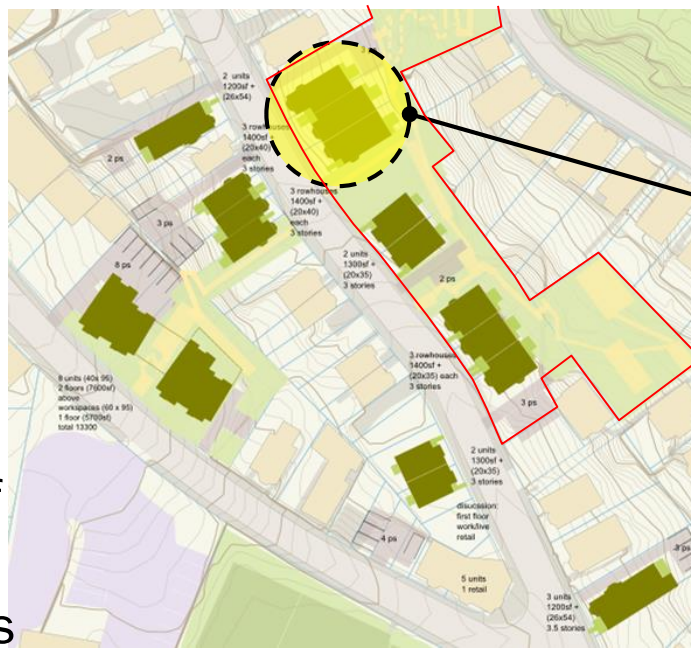 2 units
1200sf +
(26x54)
3 rowhouses
1400sf +
(20x40)
each
3 stories
2 ps
3 rowhouses
1400sf +
(20x40)
each
3 stories
3 ps
8 ps
2 units
1300sf +
(20x35)
3 stories
2 ps
3 rowhouses
1400sf +
(20x35) each
3 stories
3 ps
8 units (40x 95)
2 floors (7600sf)
above
workspaces (60 x 95)
1 floor (5700sf)
total 13300
2 units
1300sf +
(20x35)
3 stories
disucssion:
first floor
work/live
retail
4 ps
5 units
1 retail
3 ps
3 units
1200sf +
(26x54)
3.5 stories